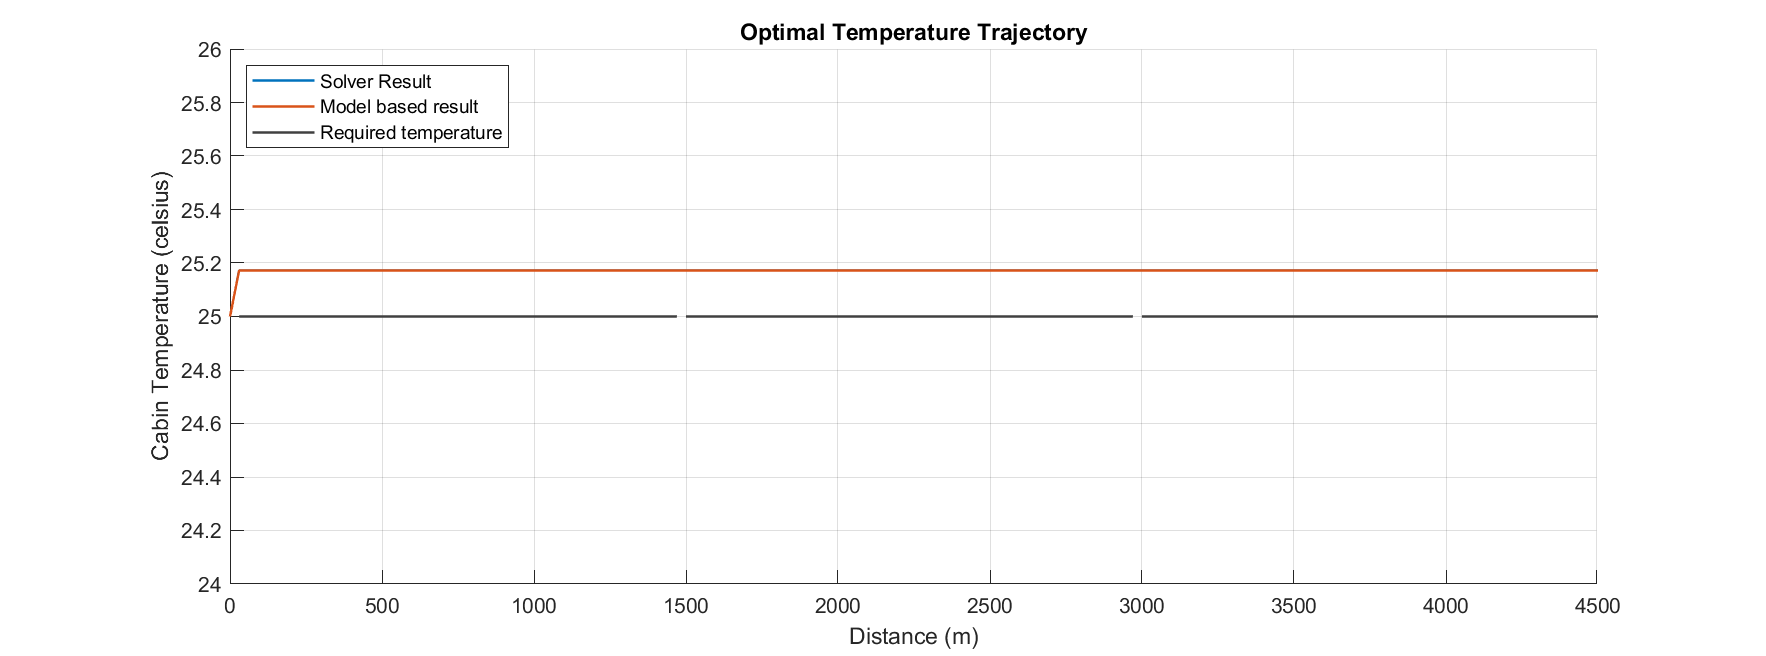 Optimal Temperature Trajectory
26
25.8
25.6
25.4
25.2
25
24.8
24.6
24.4
24.2
24
Solver Result
Model based result
Required temperature
Cabin Temperature (celsius)
0 500 1000 1500 2000 2500 3000 3500 4000 4500
Distance (m)